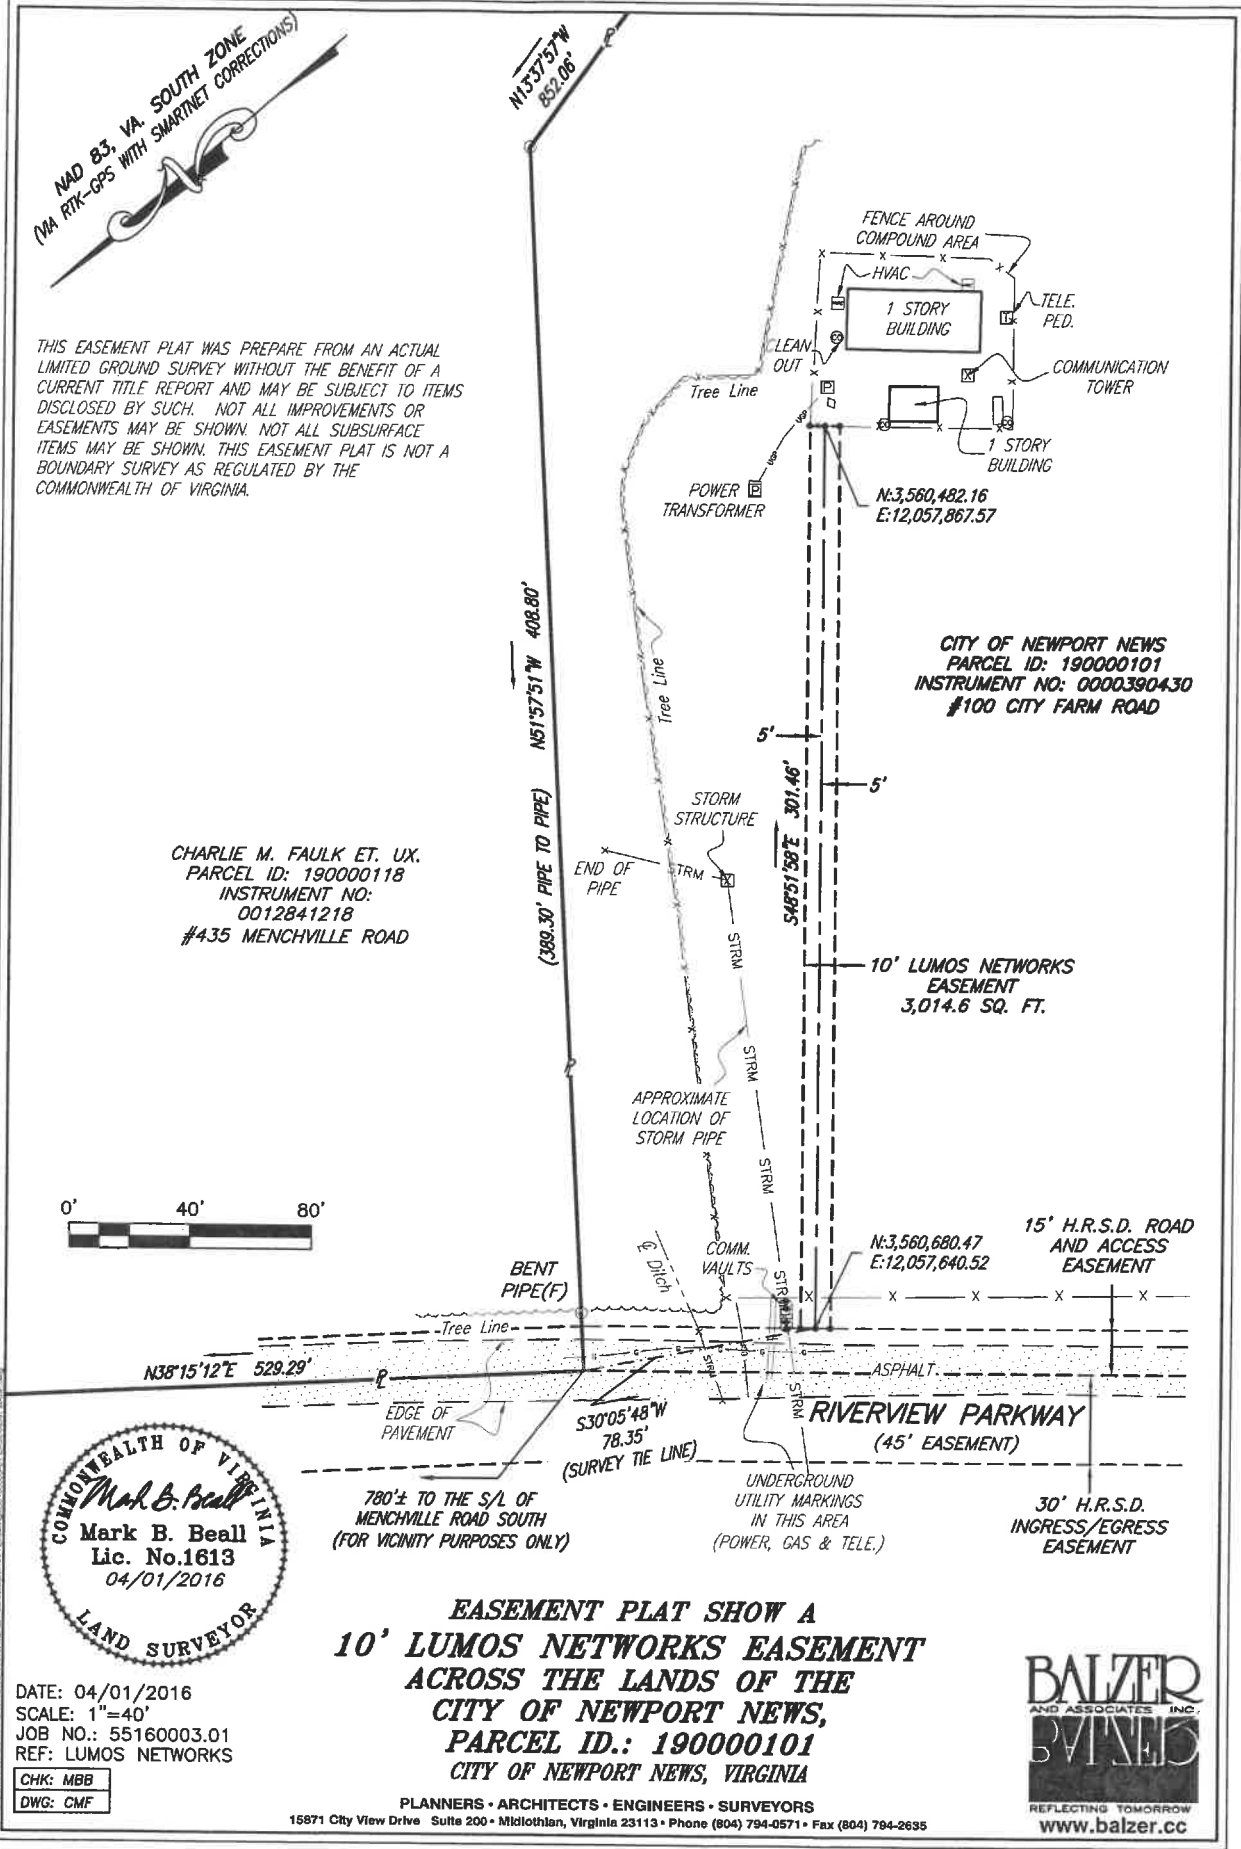 NAD 83, VA. SOUTH ZONE
(VIA RTK-GPS WITH SMARTNET CORRECTIONS)
N13°37'57"W
852.06'
THIS EASEMENT PLAT WAS PREPARE FROM AN ACTUAL
LIMITED GROUND SURVEY WITHOUT THE BENEFIT OF A
CURRENT TITLE REPORT AND MAY BE SUBJECT TO ITEMS
DISCLOSED BY SUCH. NOT ALL IMPROVEMENTS OR
EASEMENTS MAY BE SHOWN. NOT ALL SUBSURFACE
ITEMS MAY BE SHOWN. THIS EASEMENT PLAT IS NOT A
BOUNDARY SURVEY AS REGULATED BY THE
COMMONWEALTH OF VIRGINIA.
FENCE AROUND
COMPOUND AREA
HVAC
1 STORY
BUILDING
TELE.
PED.
CLEAN
OUT
COMMUNICATION
TOWER
Tree Line
1 STORY
BUILDING
UGP
UGP
POWER
TRANSFORMER
N:3,560,482.16
E:12,057,867.57
N51°57'51"W 408.80'
(389.30' PIPE TO PIPE)
Tree Line
CITY OF NEWPORT NEWS
PARCEL ID: 190000101
INSTRUMENT NO: 0000390430
#100 CITY FARM ROAD
5'
5'
S48°51'58"E 301.46'
STORM
STRUCTURE
END OF
PIPE
STRM
CHARLIE M. FAULK ET. UX.
PARCEL ID: 190000118
INSTRUMENT NO:
0012841218
#435 MENCHVILLE ROAD
STRM
10' LUMOS NETWORKS
EASEMENT
3,014.6 SQ. FT.
STRM
APPROXIMATE
LOCATION OF
STORM PIPE
STRM
0' 40' 80'
BENT
PIPE(F)
℄ Ditch
COMM.
VAULTS
STRM
N:3,560,680.47
E:12,057,640.52
15' H.R.S.D. ROAD
AND ACCESS
EASEMENT
Tree Line
N38°15'12"E 529.29'
STRM
ASPHALT
EDGE OF
PAVEMENT
S30°05'48"W
78.35'
(SURVEY TIE LINE)
STRM
RIVERVIEW PARKWAY
(45' EASEMENT)
780'± TO THE S/L OF
MENCHVILLE ROAD SOUTH
(FOR VICINITY PURPOSES ONLY)
UNDERGROUND
UTILITY MARKINGS
IN THIS AREA
(POWER, GAS & TELE.)
30' H.R.S.D.
INGRESS/EGRESS
EASEMENT
COMMONWEALTH OF VIRGINIA
Mark B. Beall
Mark B. Beall
Lic. No.1613
04/01/2016
LAND SURVEYOR
EASEMENT PLAT SHOW A
10' LUMOS NETWORKS EASEMENT
ACROSS THE LANDS OF THE
CITY OF NEWPORT NEWS,
PARCEL ID.: 190000101
CITY OF NEWPORT NEWS, VIRGINIA
DATE: 04/01/2016
SCALE: 1"=40'
JOB NO.: 55160003.01
REF: LUMOS NETWORKS
CHK: MBB
DWG: CMF
PLANNERS • ARCHITECTS • ENGINEERS • SURVEYORS
15871 City View Drive Suite 200 • Midlothian, Virginia 23113 • Phone (804) 794-0571 • Fax (804) 794-2635
BALZER
AND ASSOCIATES INC.
BALZER
REFLECTING TOMORROW
www.balzer.cc